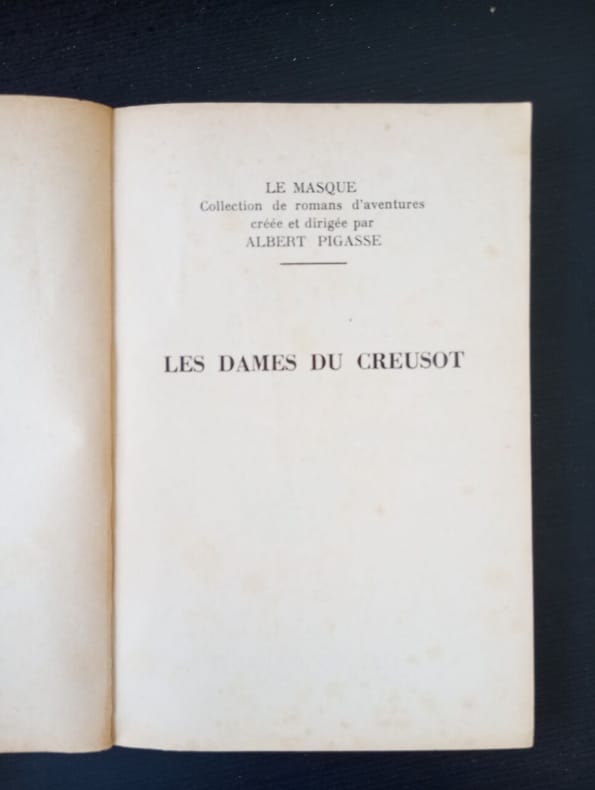 LE MASQUE
Collection de romans d'aventures
créée et dirigée par
ALBERT PIGASSE
LES DAMES DU CREUSOT